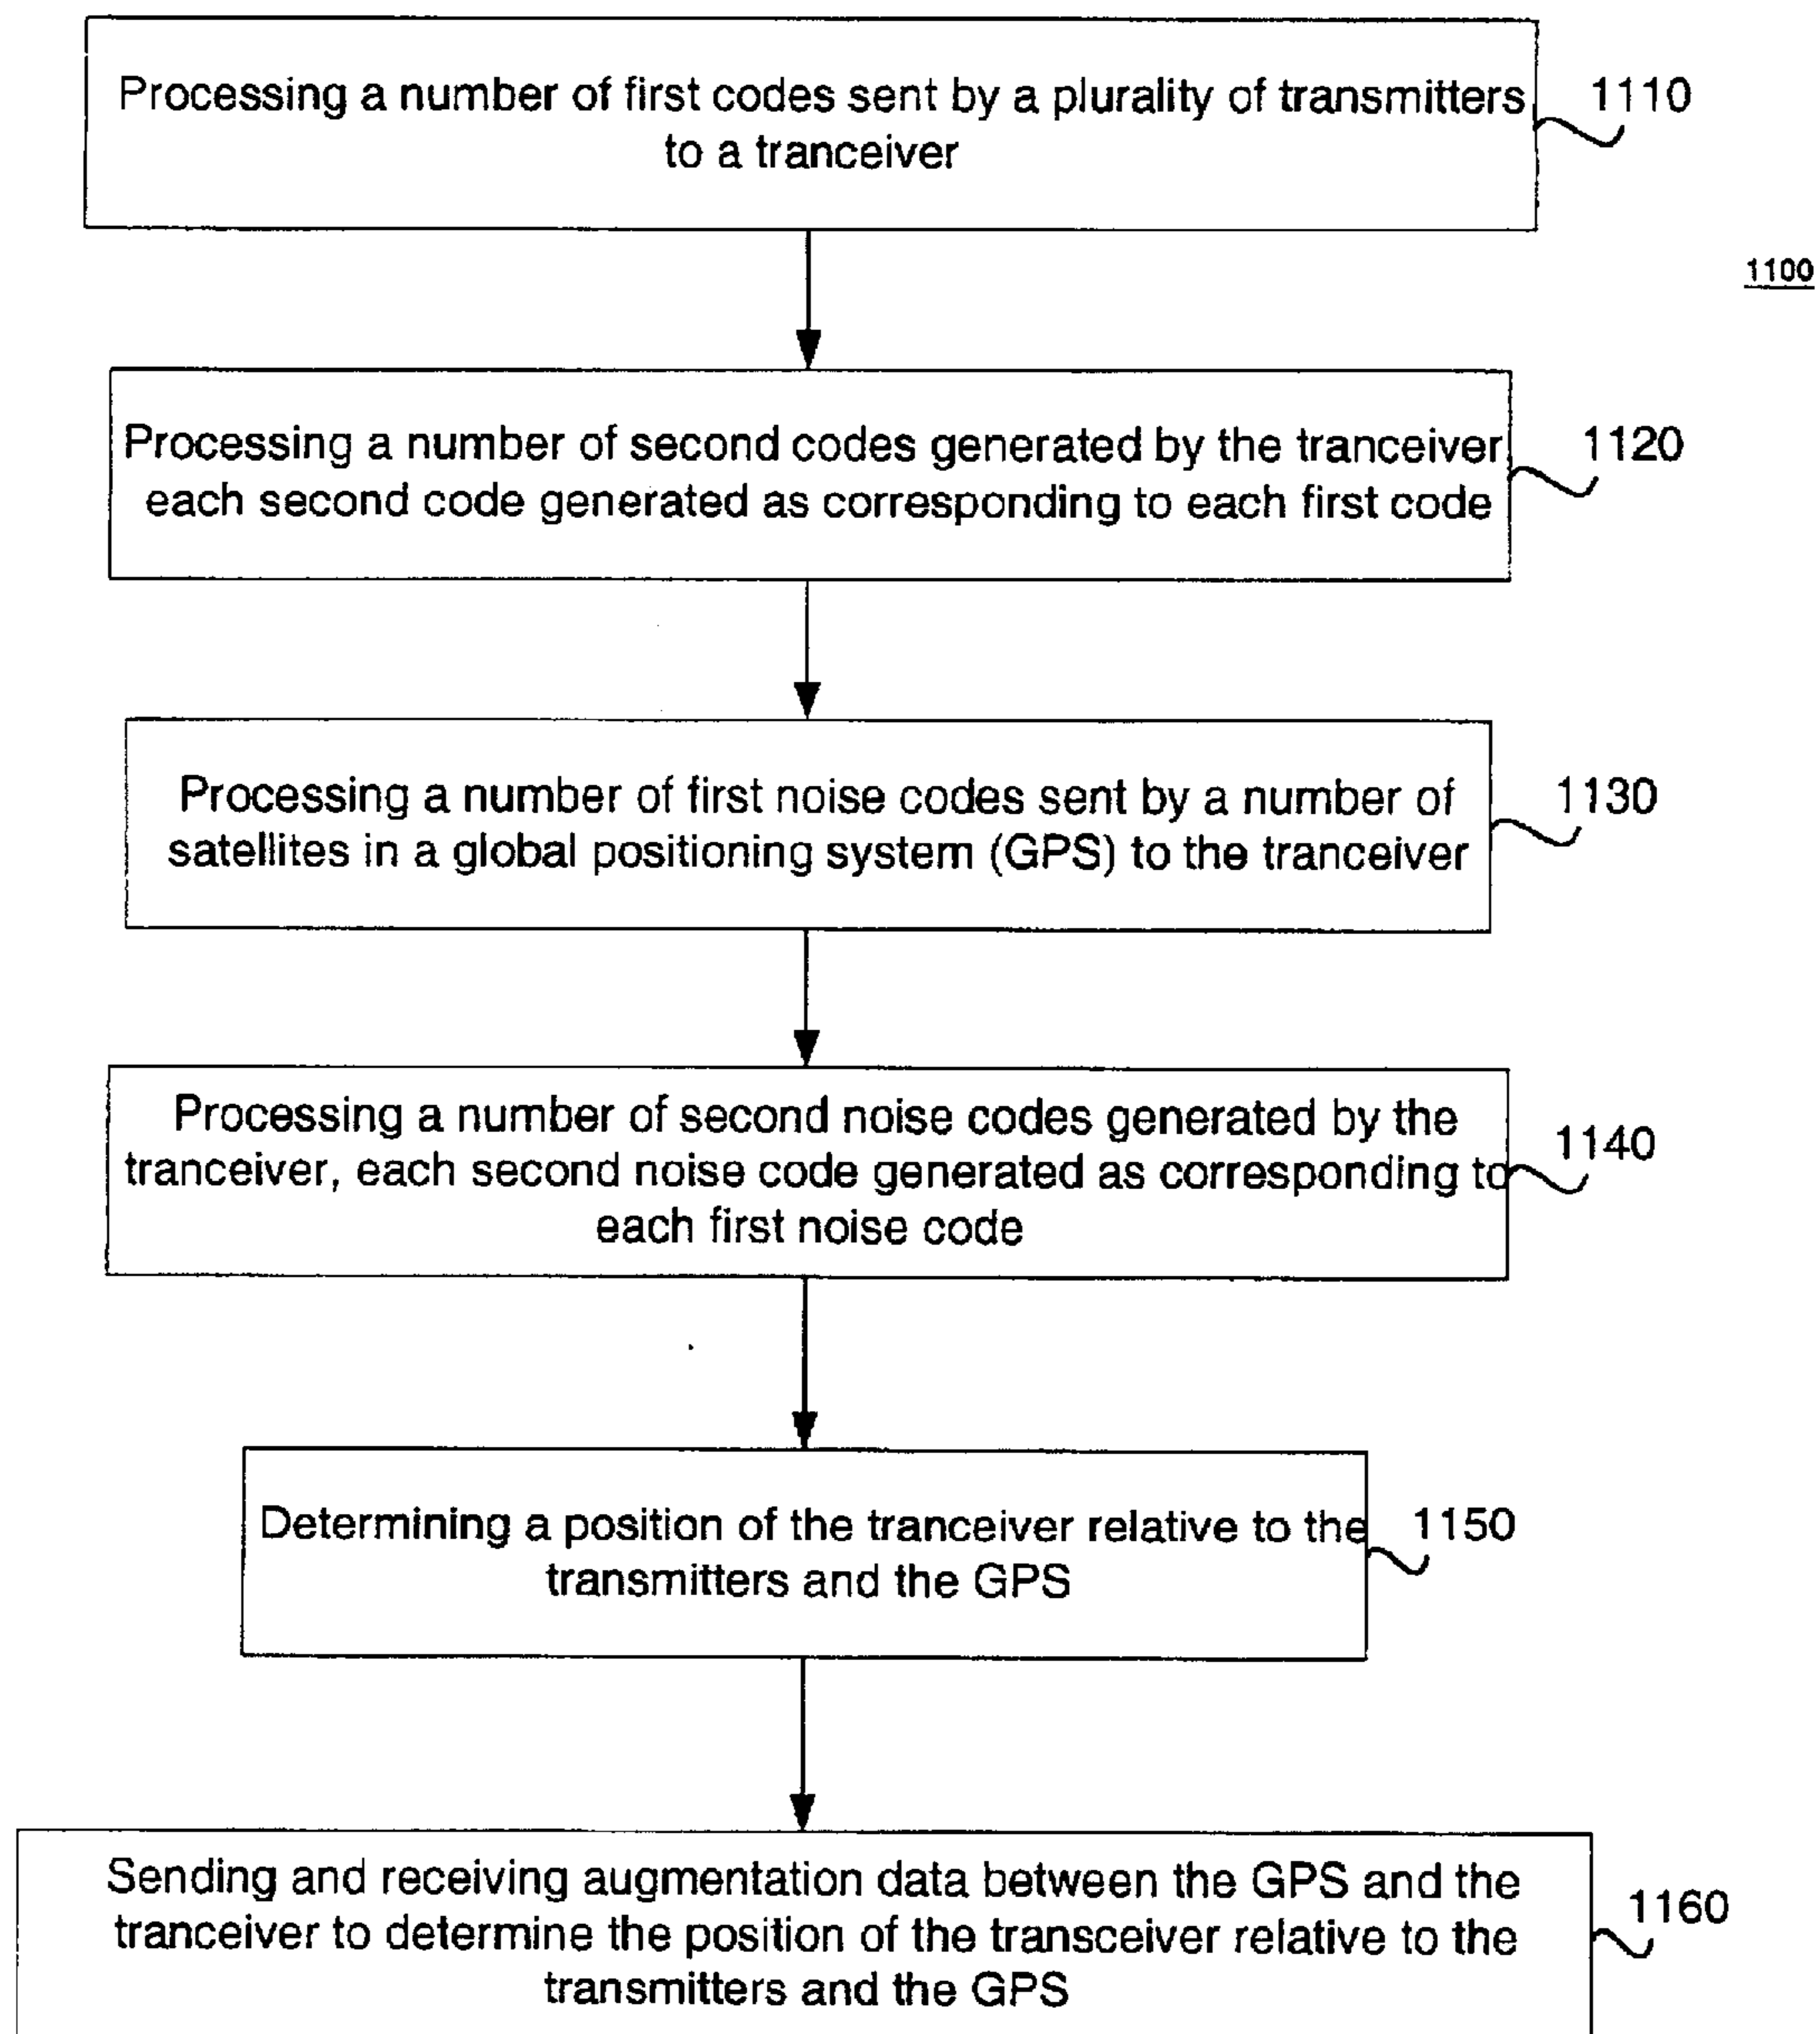 Processing a number of first codes sent by a plurality of transmitters
to a tranceiver
1110
1100
Processing a number of second codes generated by the tranceiver,
each second code generated as corresponding to each first code
1120
Processing a number of first noise codes sent by a number of
satellites in a global positioning system (GPS) to the tranceiver
1130
Processing a number of second noise codes generated by the
tranceiver, each second noise code generated as corresponding to
each first noise code
1140
Determining a position of the tranceiver relative to the
transmitters and the GPS
1150
Sending and receiving augmentation data between the GPS and the
tranceiver to determine the position of the transceiver relative to the
transmitters and the GPS
1160